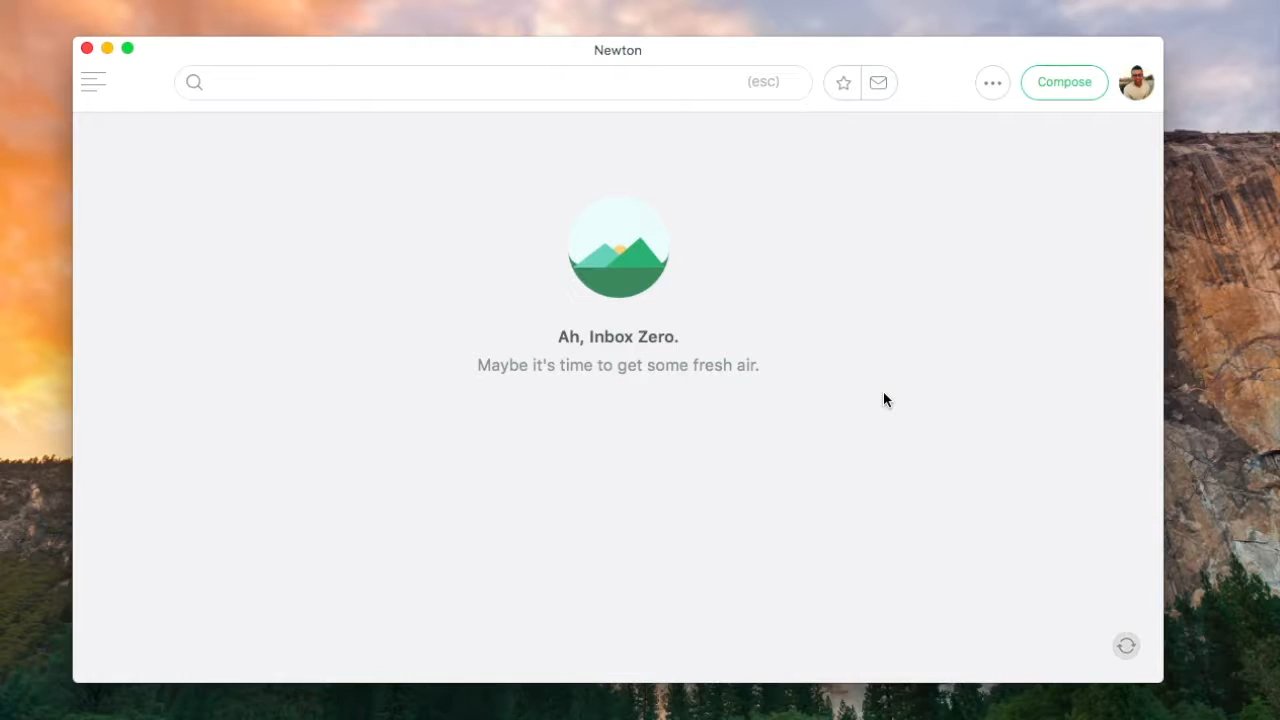 Newton
(esc)
Compose
Ah, Inbox Zero.
Maybe it's time to get some fresh air.